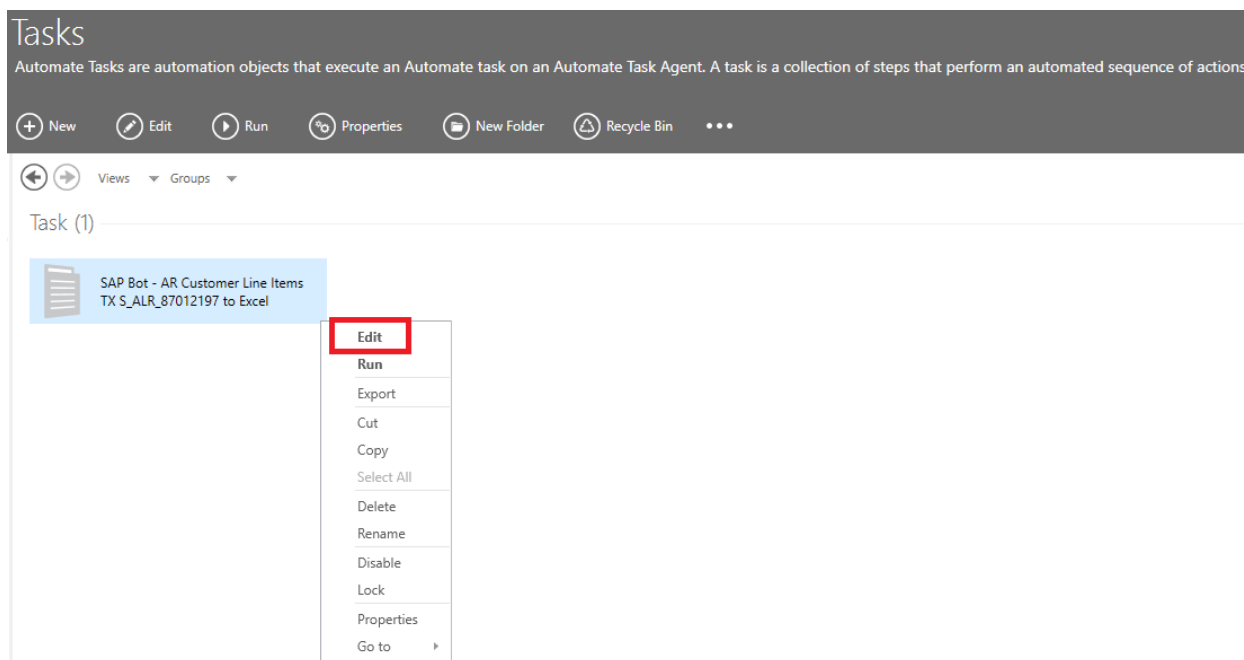 Tasks
Automate Tasks are automation objects that execute an Automate task on an Automate Task Agent. A task is a collection of steps that perform an automated sequence of actions
New Edit Run Properties New Folder Recycle Bin
Views Groups
Task (1)
SAP Bot - AR Customer Line Items
TX S_ALR_87012197 to Excel
Edit
Run
Export
Cut
Copy
Select All
Delete
Rename
Disable
Lock
Properties
Go to